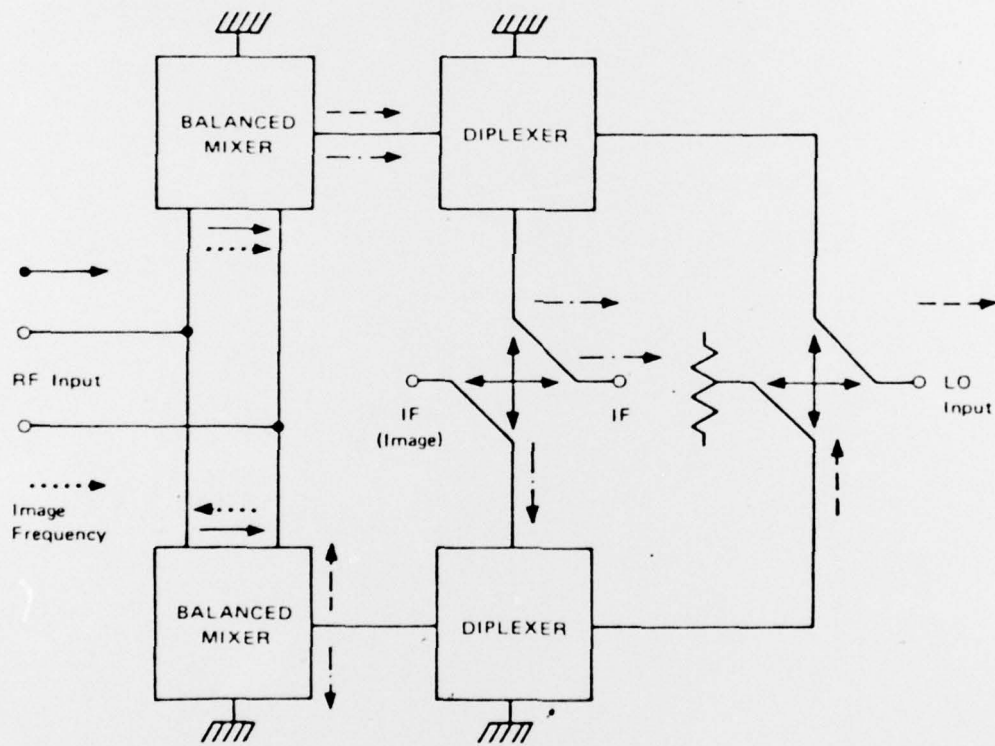 BALANCED
MIXER
DIPLEXER
RF Input
IF
(Image)
IF
LO
Input
Image
Frequency
BALANCED
MIXER
DIPLEXER